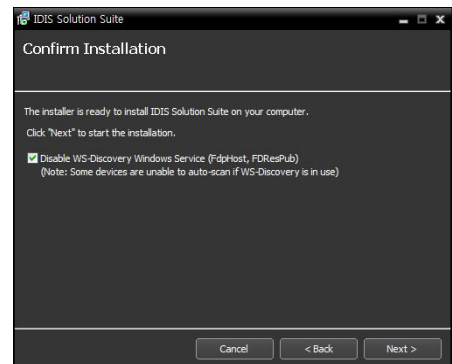 IDIS Solution Suite
Confirm Installation
The installer is ready to install IDIS Solution Suite on your computer.
Click "Next" to start the installation.
Disable WS-Discovery Windows Service (FdpHost, FDResPub)
(Note: Some devices are unable to auto-scan if WS-Discovery is in use)
Cancel
< Back
Next >